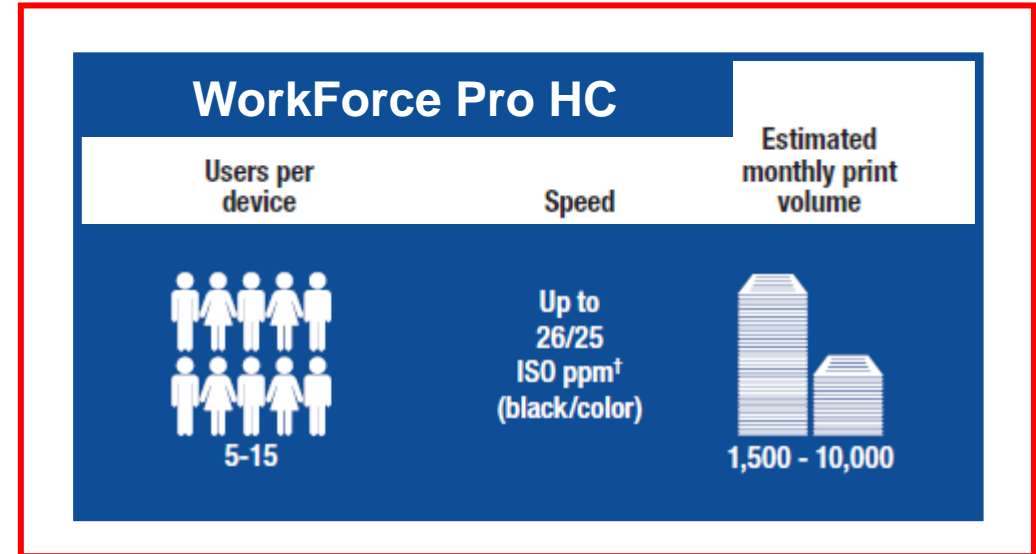 WorkForce Pro HC
Users per
device
Speed
Estimated
monthly print
volume
5-15
Up to
26/25
ISO ppm†
(black/color)
1,500 - 10,000